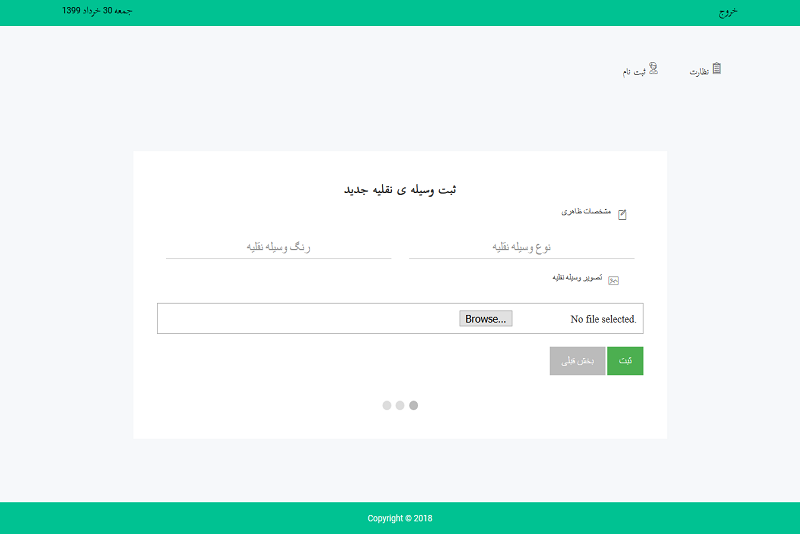 خروج
جمعه 30 خرداد 1399
نظارت
ثبت نام
ثبت وسیله ی نقلیه جدید
مشخصات ظاهری
نوع وسیله نقلیه
رنگ وسیله نقلیه
تصویر وسیله نقلیه
Browse... No file selected.
ثبت
بخش قبلی
Copyright © 2018